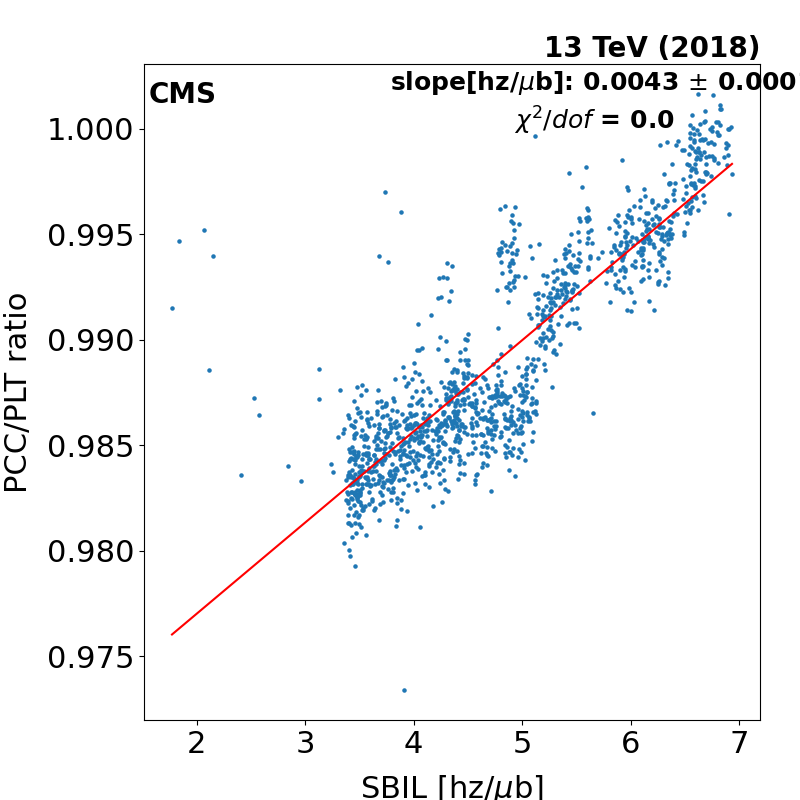 13 TeV (2018)
CMS
slope[hz/μb]: 0.0043 ± 0.000
χ²/dof = 0.0
1.000
0.995
0.990
0.985
0.980
0.975
PCC/PLT ratio
2 3 4 5 6 7
SBIL [hz/μb]